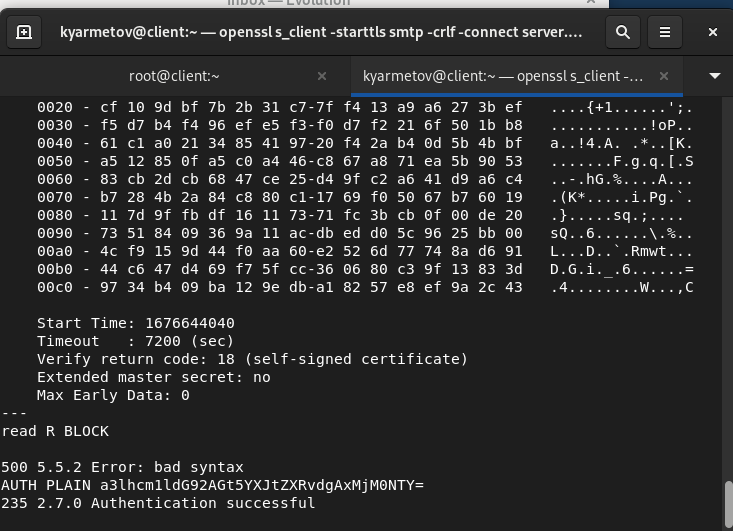 Inbox — Evolution
kyarmetov@client:~ — openssl s_client -starttls smtp -crlf -connect server....
root@client:~
kyarmetov@client:~ — openssl s_client -...
0020 - cf 10 9d bf 7b 2b 31 c7-7f f4 13 a9 a6 27 3b ef ....{+1......';.
0030 - f5 d7 b4 f4 96 ef e5 f3-f0 d7 f2 21 6f 50 1b b8 ...........!oP..
0040 - 61 c1 a0 21 34 85 41 97-20 f4 2a b4 0d 5b 4b bf a..!4.A. .*..[K.
0050 - a5 12 85 0f a5 c0 a4 46-c8 67 a8 71 ea 5b 90 53 .......F.g.q.[.S
0060 - 83 cb 2d cb 68 47 ce 25-d4 9f c2 a6 41 d9 a6 c4 ..-.hG.%....A...
0070 - b7 28 4b 2a 84 c8 80 c1-17 69 f0 50 67 b7 60 19 .(K*.....i.Pg.`.
0080 - 11 7d 9f fb df 16 11 73-71 fc 3b cb 0f 00 de 20 .}.....sq.;....
0090 - 73 51 84 09 36 9a 11 ac-db ed d0 5c 96 25 bb 00 sQ..6......\.%..
00a0 - 4c f9 15 9d 44 f0 aa 60-e2 52 6d 77 74 8a d6 91 L...D..`.Rmwt...
00b0 - 44 c6 47 d4 69 f7 5f cc-36 06 80 c3 9f 13 83 3d D.G.i._.6......=
00c0 - 97 34 b4 09 ba 12 9e db-a1 82 57 e8 ef 9a 2c 43 .4........W...,C
Start Time: 1676644040
Timeout   : 7200 (sec)
Verify return code: 18 (self-signed certificate)
Extended master secret: no
Max Early Data: 0
---
read R BLOCK
500 5.5.2 Error: bad syntax
AUTH PLAIN a3lhcm1ldG92AGt5YXJtZXRvdgAxMjM0NTY=
235 2.7.0 Authentication successful